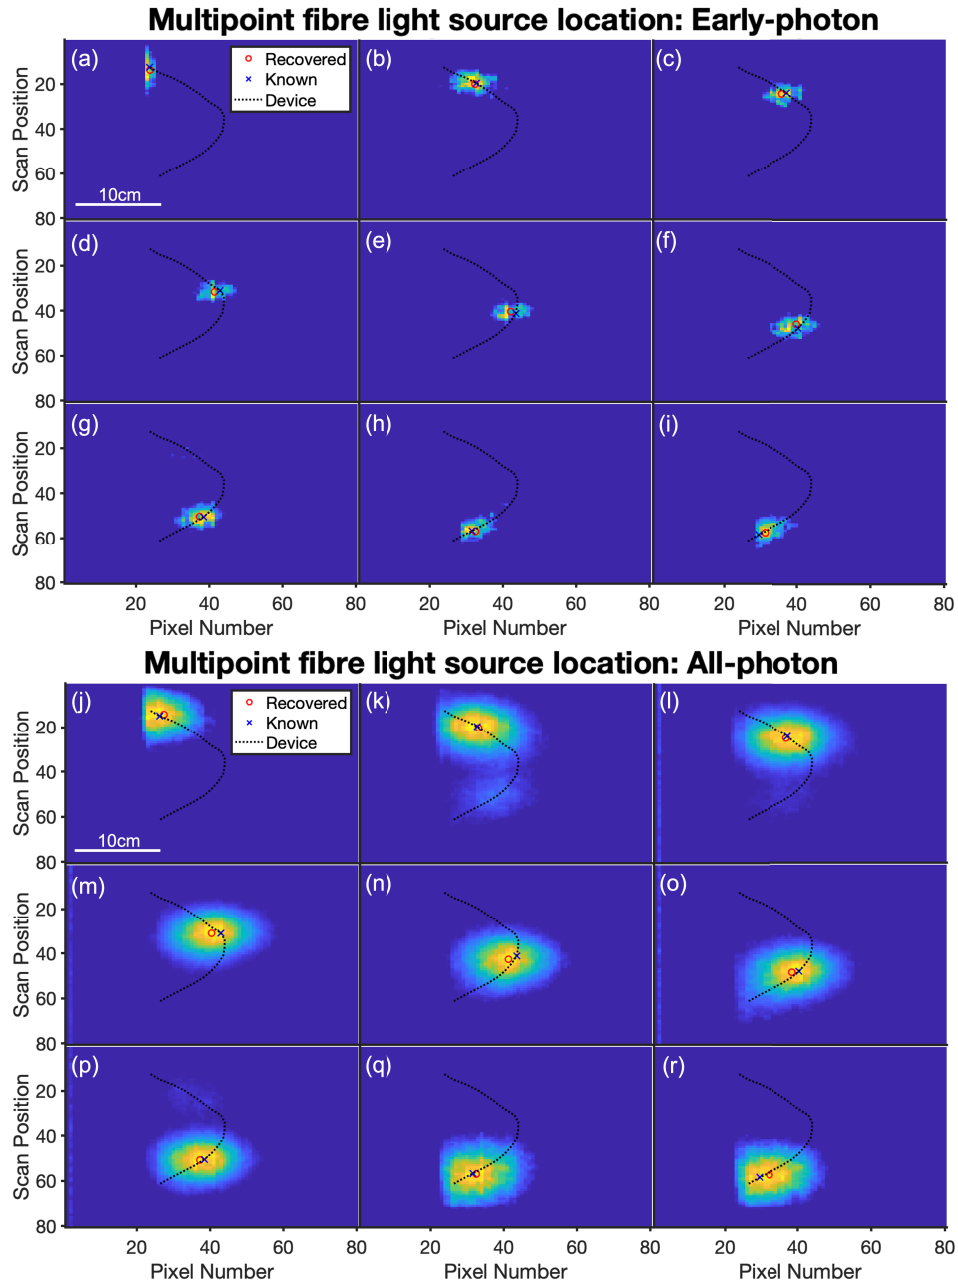 Multipoint fibre light source location: Early-photon
(a)
Recovered
Known
Device
(b)
(c)
20
40
60
80
Scan Position
10cm
(d)
(e)
(f)
20
40
60
80
Scan Position
(g)
(h)
(i)
20
40
60
80
Scan Position
20 40 60 80 20 40 60 80 20 40 60 80
Pixel Number Pixel Number Pixel Number
Multipoint fibre light source location: All-photon
(j)
Recovered
Known
Device
(k)
(l)
20
40
60
80
Scan Position
10cm
(m)
(n)
(o)
20
40
60
80
Scan Position
(p)
(q)
(r)
20
40
60
80
Scan Position
20 40 60 80 20 40 60 80 20 40 60 80
Pixel Number Pixel Number Pixel Number